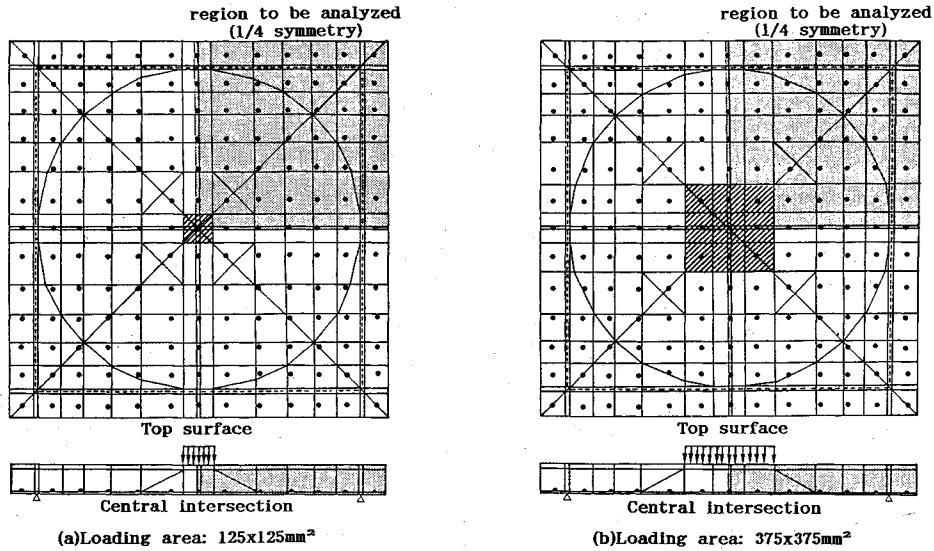 region to be analyzed
(1/4 symmetry)
Top surface
Central intersection
(a)Loading area: 125x125mm²
region to be analyzed
(1/4 symmetry)
Top surface
Central intersection
(b)Loading area: 375x375mm²